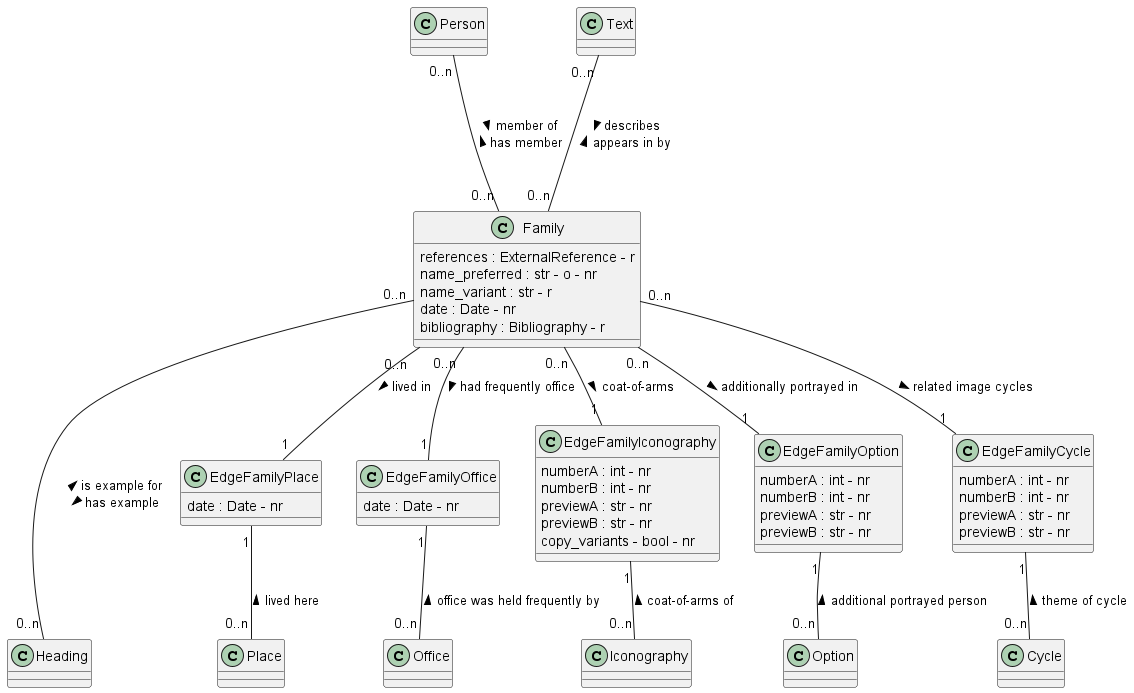 C Person
C Text
0..n
0..n
member of
has member
describes
appears in by
0..n
0..n
C Family
references : ExternalReference - r
name_preferred : str - o - nr
name_variant : str - r
date : Date - nr
bibliography : Bibliography - r
0..n
0..n
0..n
0..n
0..n
0..n
lived in
had frequently office
coat-of-arms
additionally portrayed in
related image cycles
1
1
1
1
1
C EdgeFamilyPlace
date : Date - nr
C EdgeFamilyOffice
date : Date - nr
C EdgeFamilyIconography
numberA : int - nr
numberB : int - nr
previewA : str - nr
previewB : str - nr
copy_variants - bool - nr
C EdgeFamilyOption
numberA : int - nr
numberB : int - nr
previewA : str - nr
previewB : str - nr
C EdgeFamilyCycle
numberA : int - nr
numberB : int - nr
previewA : str - nr
previewB : str - nr
is example for
has example
1
1
1
1
1
lived here
office was held frequently by
coat-of-arms of
additional portrayed person
theme of cycle
0..n
0..n
0..n
0..n
0..n
0..n
C Heading
C Place
C Office
C Iconography
C Option
C Cycle